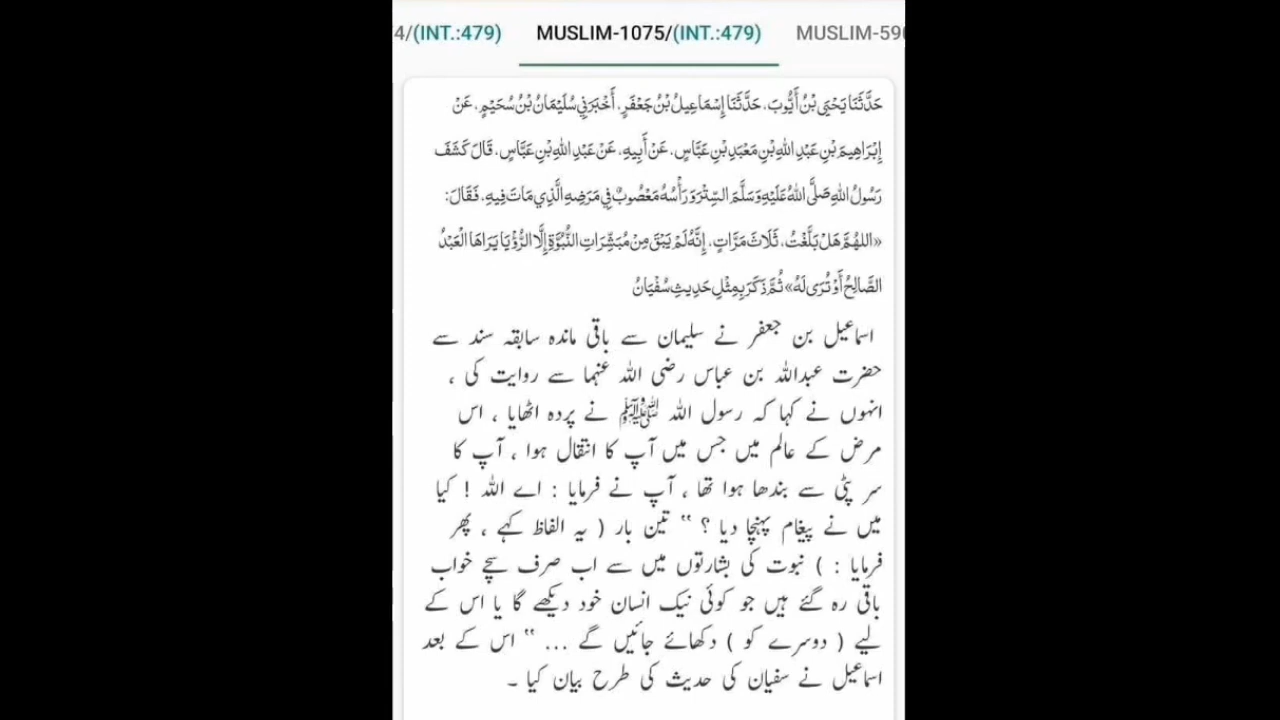 4/(INT.:479) MUSLIM-1075/(INT.:479) MUSLIM-590
حَدَّثَنَا يَحْيَى بْنُ أَيُّوبَ، حَدَّثَنَا إِسْمَاعِيلُ بْنُ جَعْفَرٍ، أَخْبَرَنِي سُلَيْمَانُ بْنُ سُحَيْمٍ، عَنْ
إِبْرَاهِيمَ بْنِ عَبْدِ اللهِ بْنِ مَعْبَدِ بْنِ عَبَّاسٍ، عَنْ أَبِيهِ، عَنْ عَبْدِ اللهِ بْنِ عَبَّاسٍ، قَالَ كَشَفَ
رَسُولُ اللهِ صَلَّى اللهُ عَلَيْهِ وَسَلَّمَ السِّتْرَ وَرَأْسُهُ مَعْصُوبٌ فِي مَرَضِهِ الَّذِي مَاتَ فِيهِ، فَقَالَ:
«اللهُمَّ هَلْ بَلَّغْتُ، ثَلَاثَ مَرَّاتٍ، إِنَّهُ لَمْ يَبْقَ مِنْ مُبَشِّرَاتِ النُّبُوَّةِ إِلَّا الرُّؤْيَا يَرَاهَا الْعَبْدُ
الصَّالِحُ أَوْ تُرَى لَهُ» ثُمَّ ذَكَرَ بِمِثْلِ حَدِيثِ سُفْيَانُ
اسماعیل بن جعفر نے سلیمان سے باقی ماندہ سابقہ سند سے
حضرت عبداللہ بن عباس رضی اللہ عنہما سے روایت کی ،
انہوں نے کہا کہ رسول اللہ ﷺ نے پردہ اٹھایا ، اس
مرض کے عالم میں جس میں آپ کا انتقال ہوا ، آپ کا
سر پٹی سے بندھا ہوا تھا ، آپ نے فرمایا : اے اللہ ! کیا
میں نے پیغام پہنچا دیا ؟ ‘‘ تین بار ( یہ الفاظ کہے ، پھر
فرمایا : ) نبوت کی بشارتوں میں سے اب صرف سچے خواب
باقی رہ گئے ہیں جو کوئی نیک انسان خود دیکھے گا یا اس کے
لیے ( دوسرے کو ) دکھائے جائیں گے ... ‘‘ اس کے بعد
اسماعیل نے سفیان کی حدیث کی طرح بیان کیا ۔